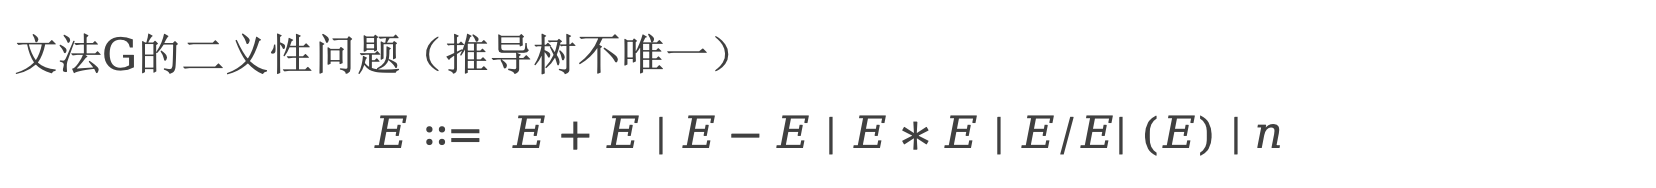 文法G的二义性问题（推导树不唯一）
E ::= E + E | E − E | E ∗ E | E/E| (E) | n